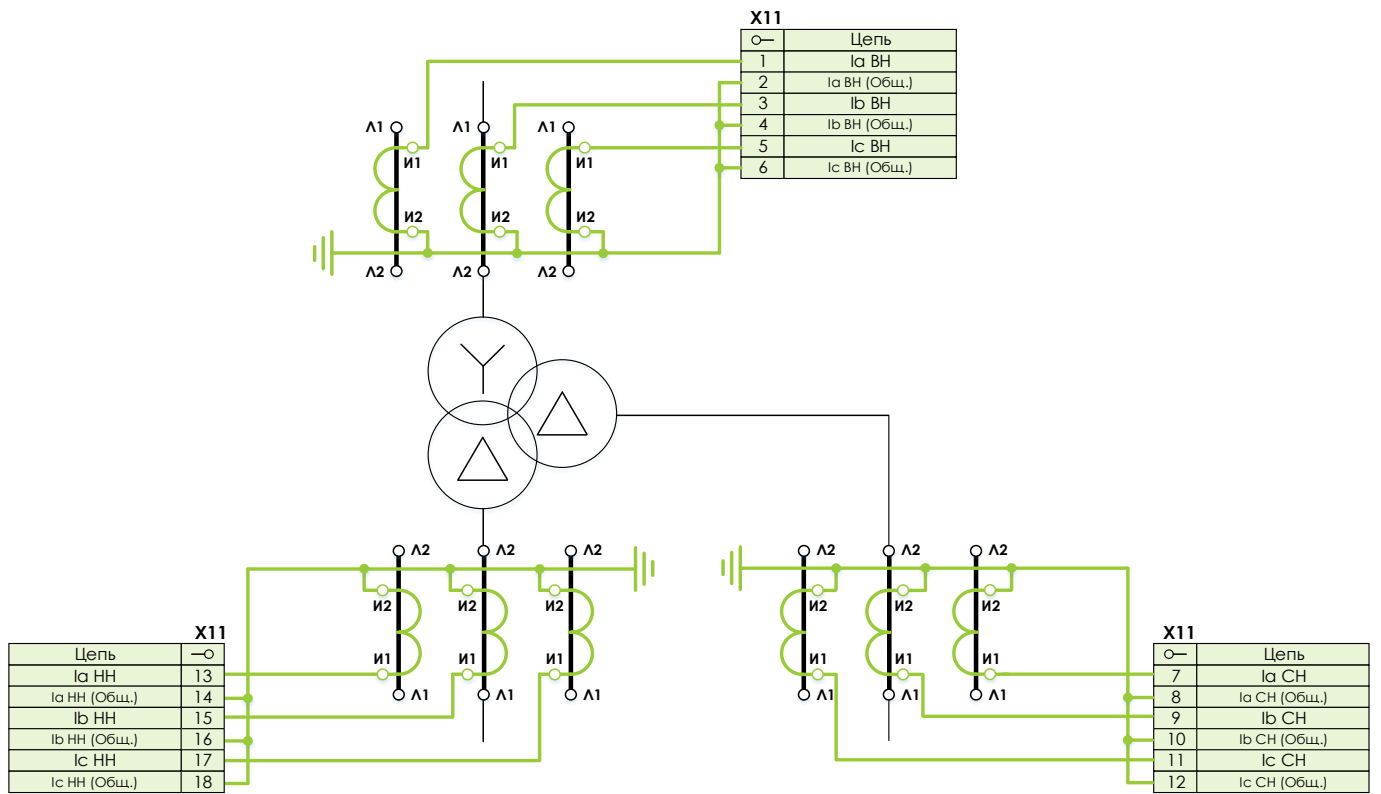 X11
Цепь
1 Ia ВН
2 Ia ВН (Общ.)
3 Ib ВН
4 Ib ВН (Общ.)
5 Ic ВН
6 Ic ВН (Общ.)
Л1 Л1 Л1
И1 И1 И1
И2 И2 И2
Л2 Л2 Л2
Л2 Л2 Л2
И2 И2 И2
И1 И1 И1
Л1 Л1 Л1
X11
Цепь
Ia НН 13
Ia НН (Общ.) 14
Ib НН 15
Ib НН (Общ.) 16
Ic НН 17
Ic НН (Общ.) 18
Л2 Л2 Л2
И2 И2 И2
И1 И1 И1
Л1 Л1 Л1
X11
Цепь
7 Ia СН
8 Ia СН (Общ.)
9 Ib СН
10 Ib СН (Общ.)
11 Ic СН
12 Ic СН (Общ.)